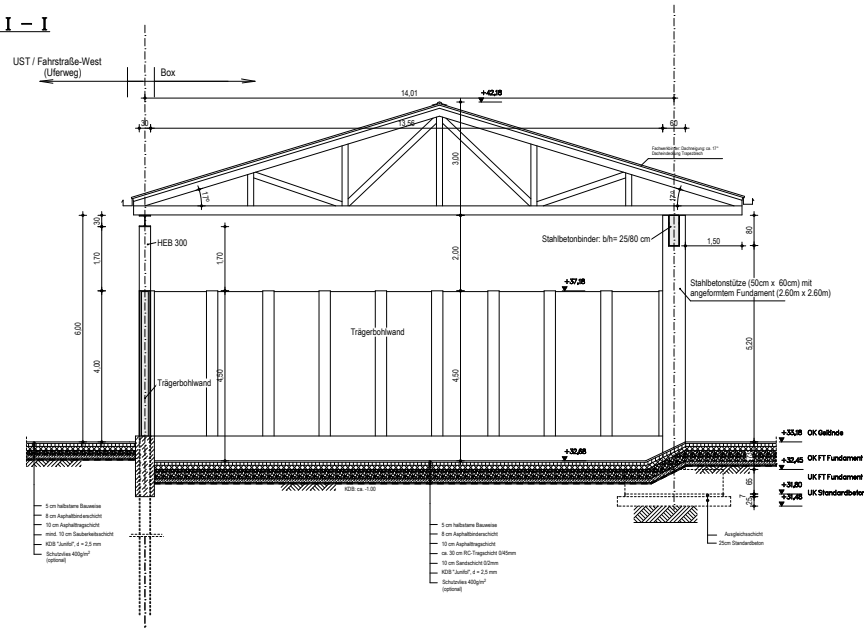 I – I
UST / Fahrstraße-West
(Uferweg)
Box
14,01
+42,18
30
13,56
60
3,00
Fachwerkbinder: Dachneigung: ca. 17°
Dacheindeckung Trapezblech
17°
17°
30
HEB 300
Stahlbetonbinder: b/h= 25/80 cm
80
1,50
1,70
1,70
2,00
+37,18
Stahlbetonstütze (50cm x 60cm) mit
angeformtem Fundament (2.60m x 2.60m)
6,00
Trägerbohlwand
5,20
4,00
4,50
4,50
Trägerbohlwand
+33,18 OK Gelände
+32,68
+32,45 OK FT Fundament
65
UK FT Fundament
+31,80
UK Standardbeton
+31,48
7
25
KDB: ca. -1.00
5 cm halbstarre Bauweise
8 cm Asphaltbinderschicht
10 cm Asphalttragschicht
mind. 10 cm Sauberkeitsschicht
KDB "Junifol", d = 2,5 mm
Schutzvlies 400g/m²
(optional)
5 cm halbstarre Bauweise
8 cm Asphaltbinderschicht
10 cm Asphalttragschicht
ca. 30 cm RC-Tragschicht 0/45mm
10 cm Sandschicht 0/2mm
KDB "Junifol", d = 2,5 mm
Schutzvlies 400g/m²
(optional)
Ausgleichsschicht
25cm Standardbeton